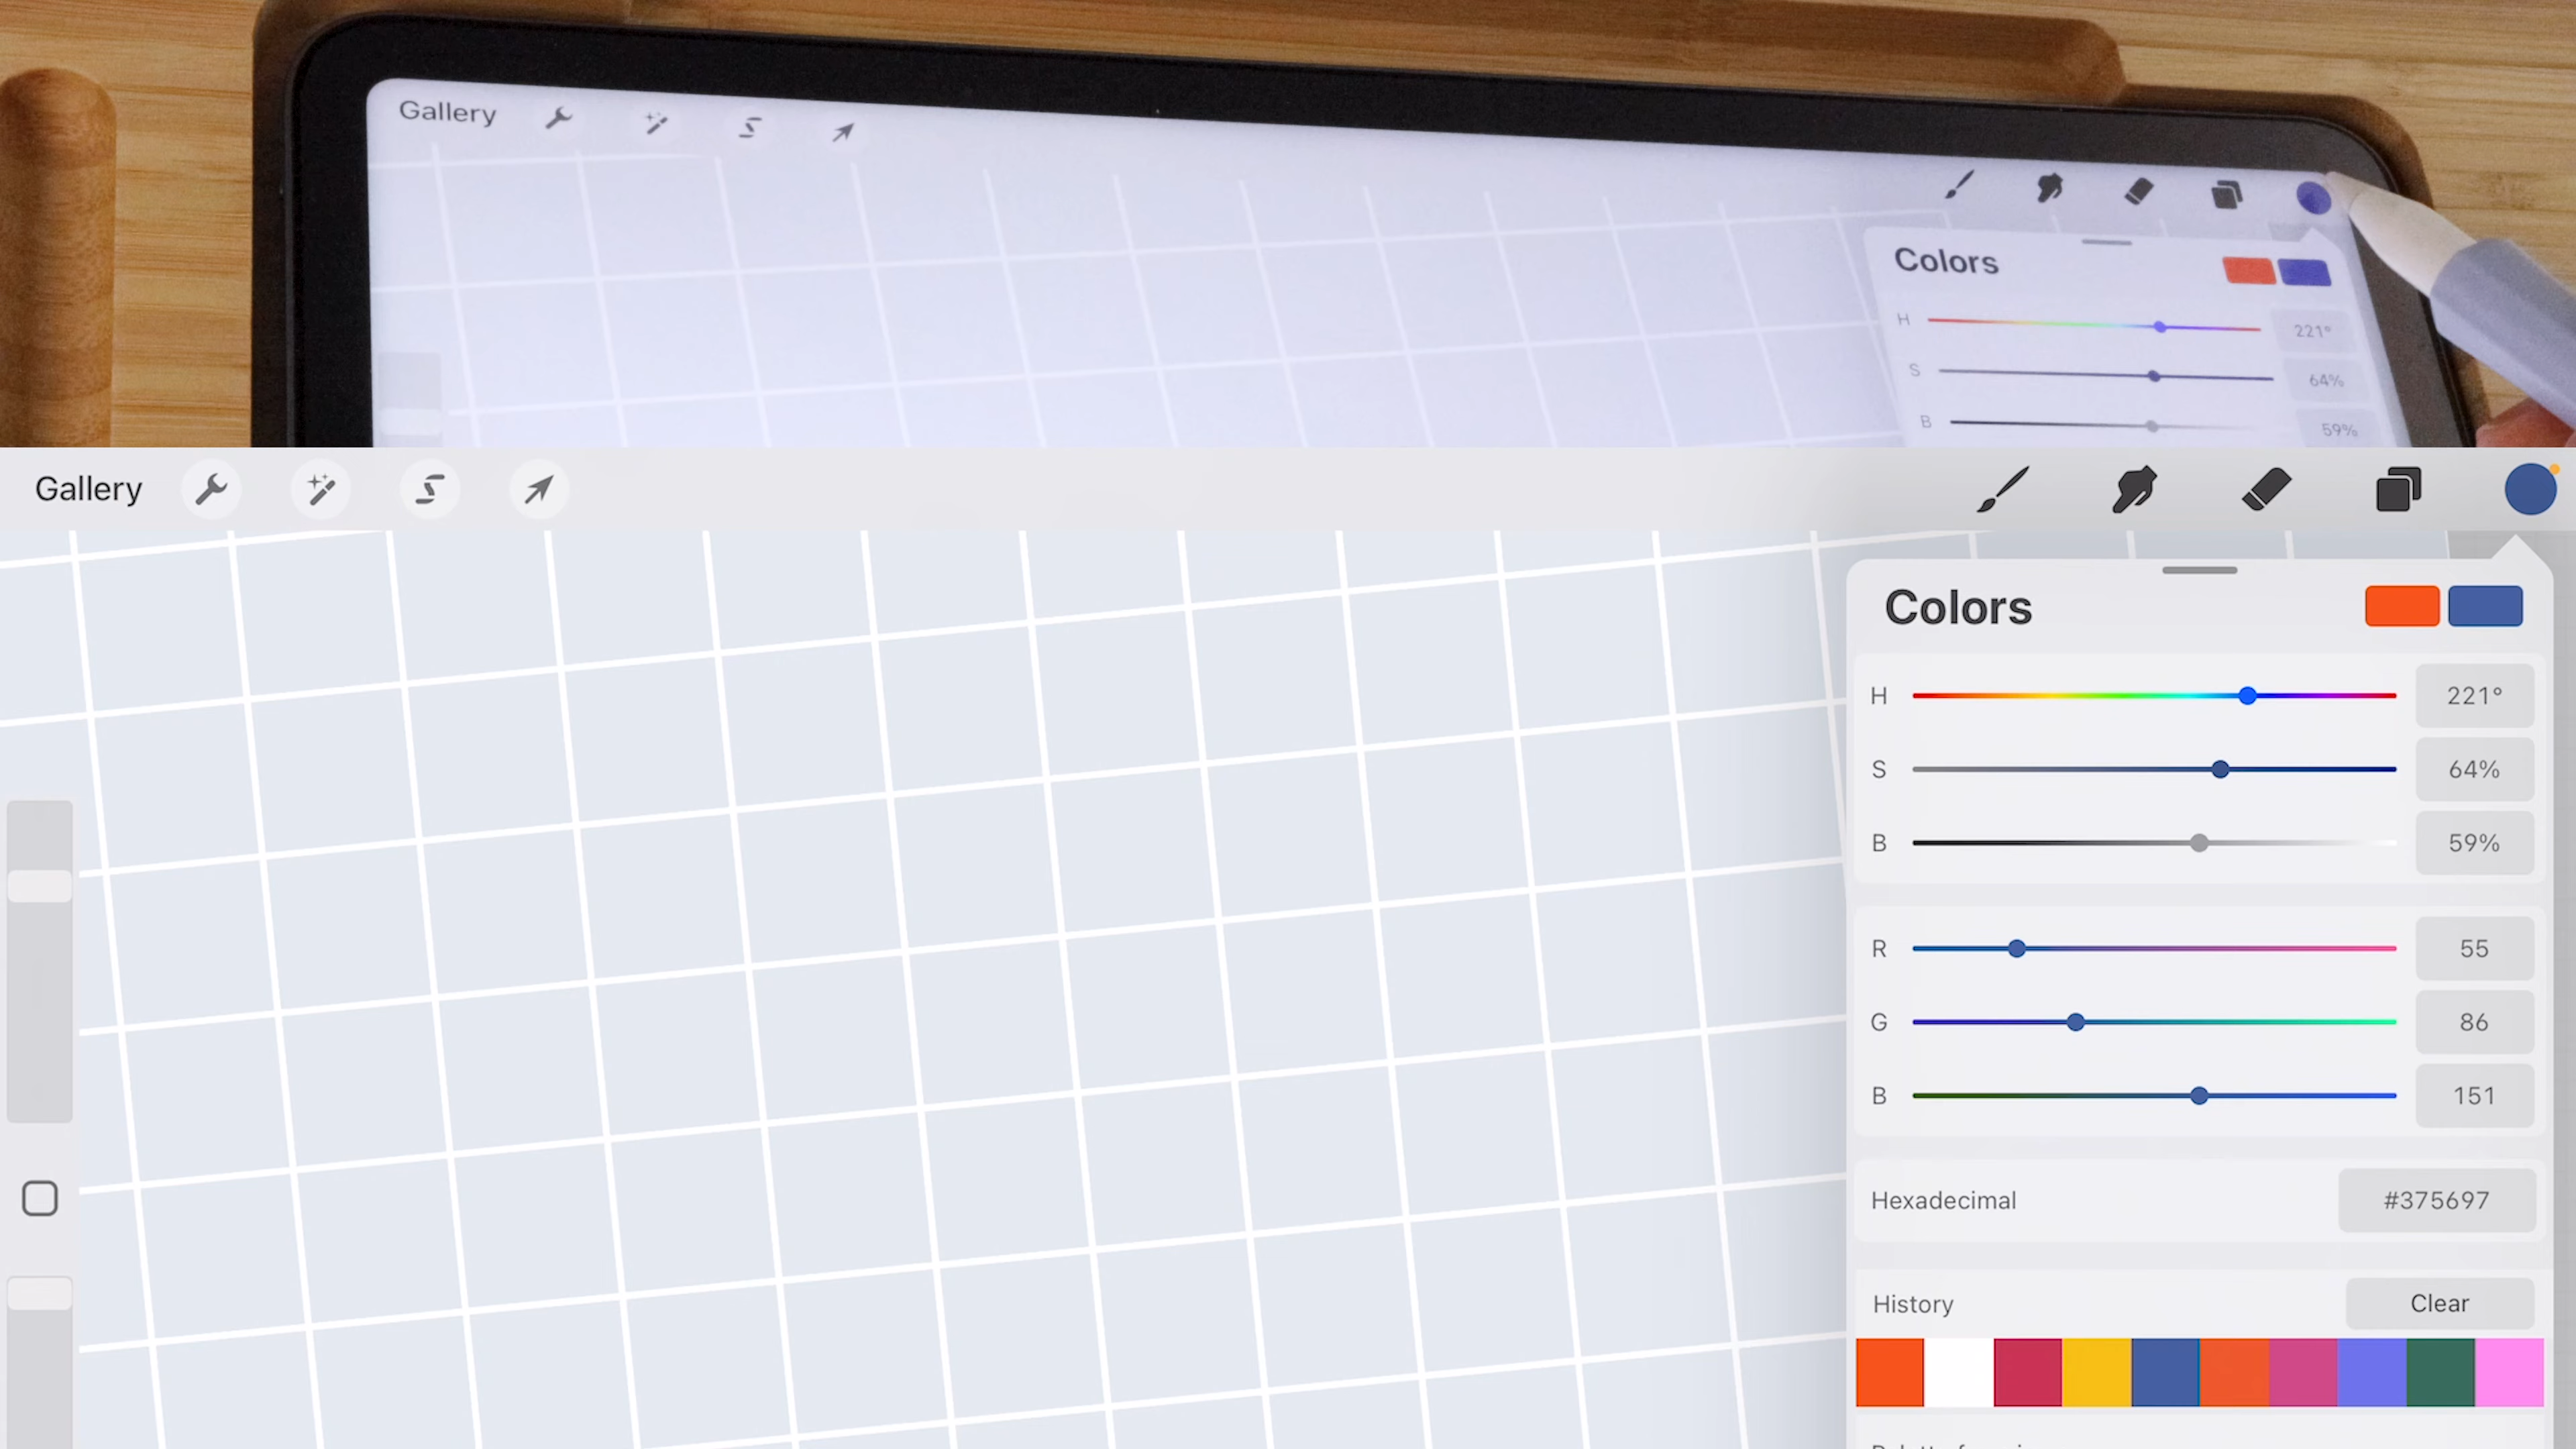 Gallery
Colors
H 221°
S 64%
B 59%
Gallery
Colors
H 221°
S 64%
B 59%
R 55
G 86
B 151
Hexadecimal #375697
History Clear